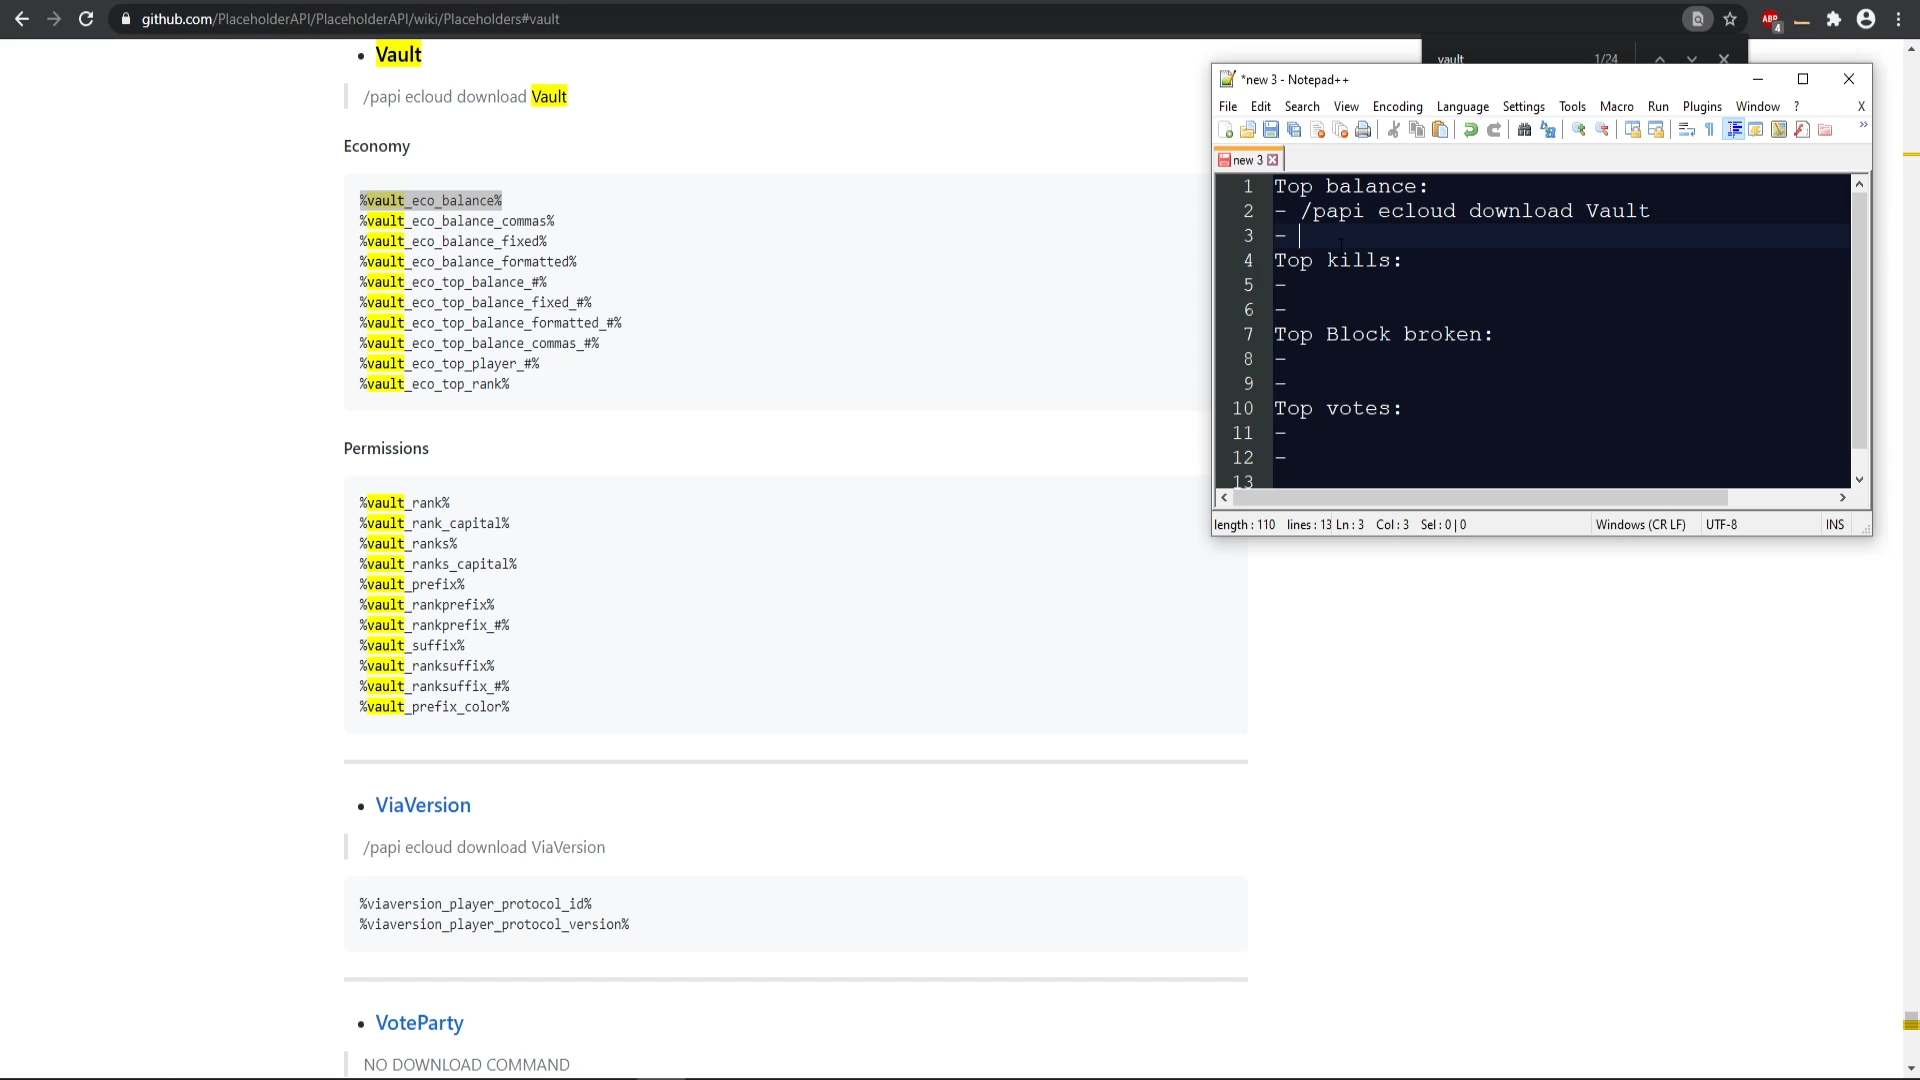 github.com/PlaceholderAPI/PlaceholderAPI/wiki/Placeholders#vault
ABP
4
Vault
/papi ecloud download Vault
Economy
%vault_eco_balance%
%vault_eco_balance_commas%
%vault_eco_balance_fixed%
%vault_eco_balance_formatted%
%vault_eco_top_balance_#%
%vault_eco_top_balance_fixed_#%
%vault_eco_top_balance_formatted_#%
%vault_eco_top_balance_commas_#%
%vault_eco_top_player_#%
%vault_eco_top_rank%
Permissions
%vault_rank%
%vault_rank_capital%
%vault_ranks%
%vault_ranks_capital%
%vault_prefix%
%vault_rankprefix%
%vault_rankprefix_#%
%vault_suffix%
%vault_ranksuffix%
%vault_ranksuffix_#%
%vault_prefix_color%
ViaVersion
/papi ecloud download ViaVersion
%viaversion_player_protocol_id%
%viaversion_player_protocol_version%
VoteParty
NO DOWNLOAD COMMAND
vault 1/24
*new 3 - Notepad++
File Edit Search View Encoding Language Settings Tools Macro Run Plugins Window ? X
new 3
1 Top balance:
2 - /papi ecloud download Vault
3 -
4 Top kills:
5 -
6 -
7 Top Block broken:
8 -
9 -
10 Top votes:
11 -
12 -
13
length : 110 lines : 13 Ln : 3 Col : 3 Sel : 0 | 0 Windows (CR LF) UTF-8 INS